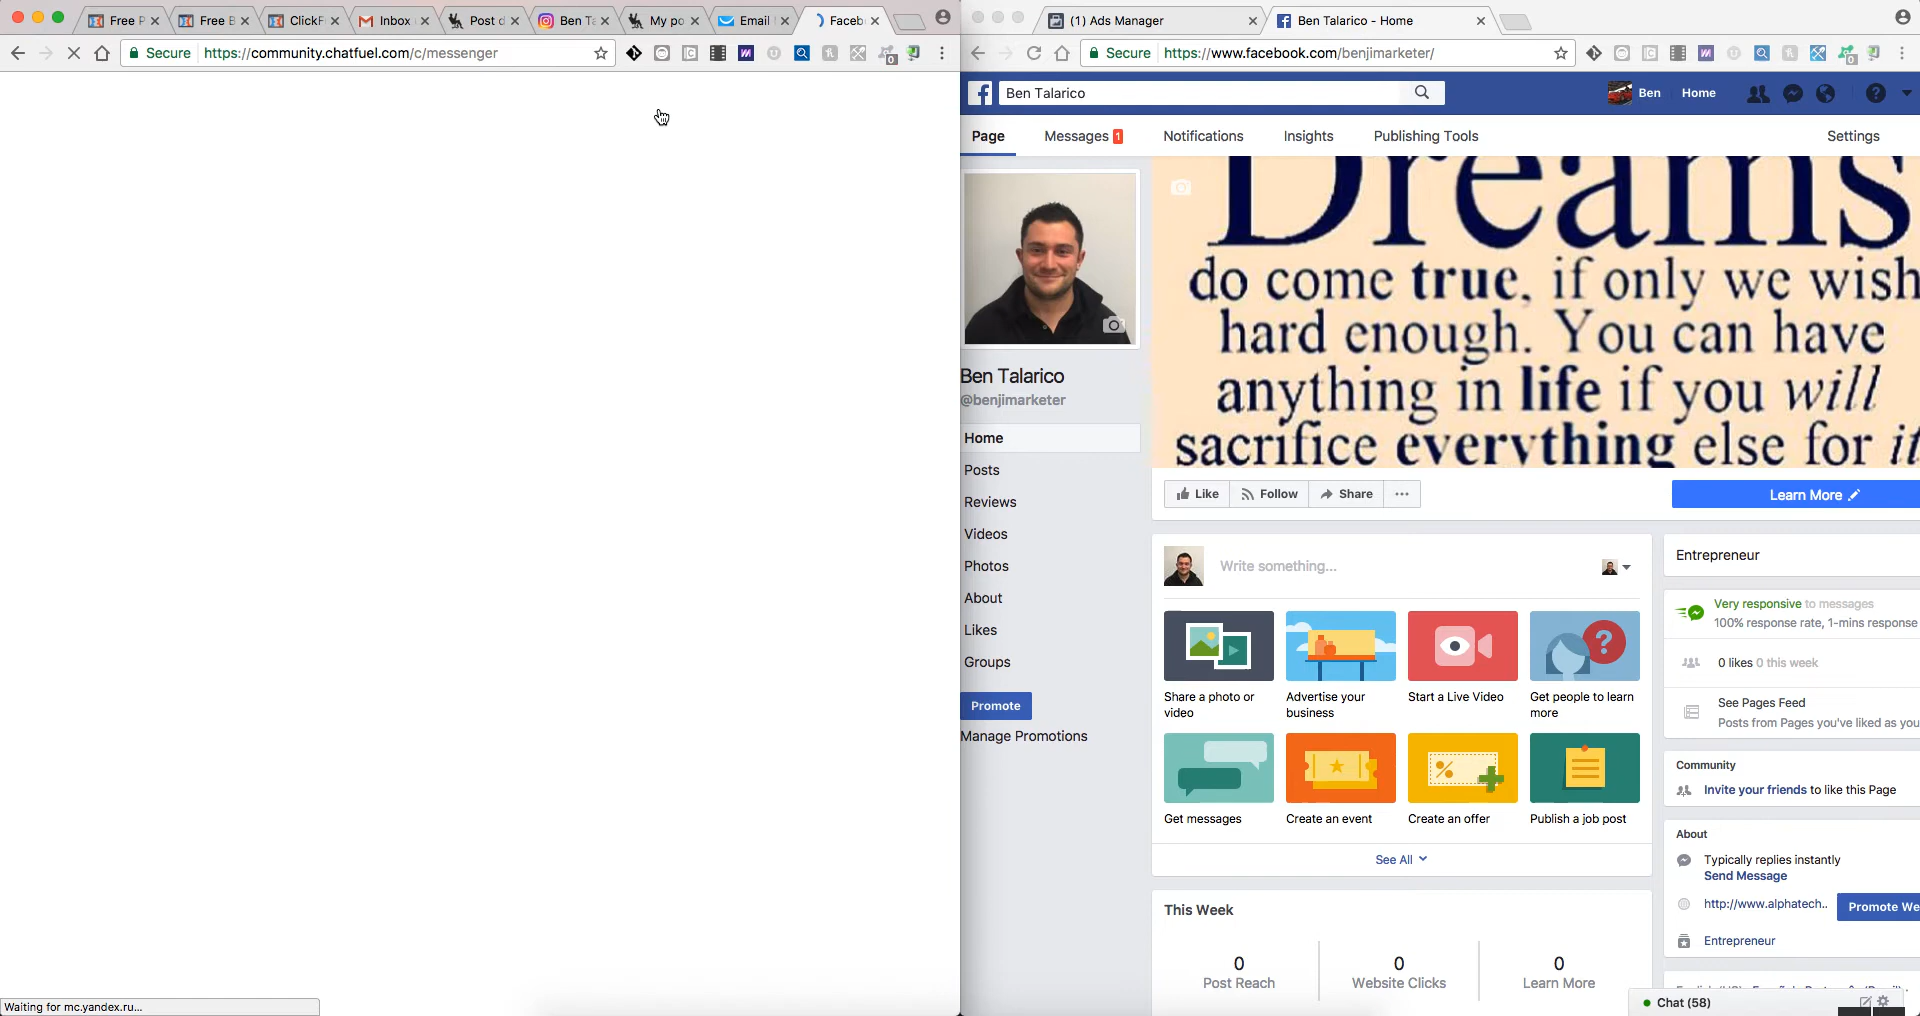 Free P
Free B
ClickF
Inbox
Post d
Ben Ta
My po
Email
Faceb
Secure https://community.chatfuel.com/c/messenger
0
Waiting for mc.yandex.ru...
(1) Ads Manager
Ben Talarico - Home
Secure https://www.facebook.com/benjimarketer/
0
Ben Talarico
Ben
Home
Page
Messages 1
Notifications
Insights
Publishing Tools
Settings
Dreams
do come true, if only we wish
hard enough. You can have
anything in life if you will
sacrifice everything else for it
Ben Talarico
@benjimarketer
Home
Posts
Reviews
Videos
Photos
About
Likes
Groups
Promote
Manage Promotions
Like
Follow
Share
Learn More
Write something...
Share a photo or
video
Advertise your
business
Start a Live Video
Get people to learn
more
Get messages
Create an event
Create an offer
Publish a job post
See All
This Week
0
Post Reach
0
Website Clicks
0
Learn More
Entrepreneur
Very responsive to messages
100% response rate, 1-mins response
0 likes 0 this week
See Pages Feed
Posts from Pages you've liked as you
Community
Invite your friends to like this Page
About
Typically replies instantly
Send Message
http://www.alphatech..
Promote We
Entrepreneur
Chat (58)